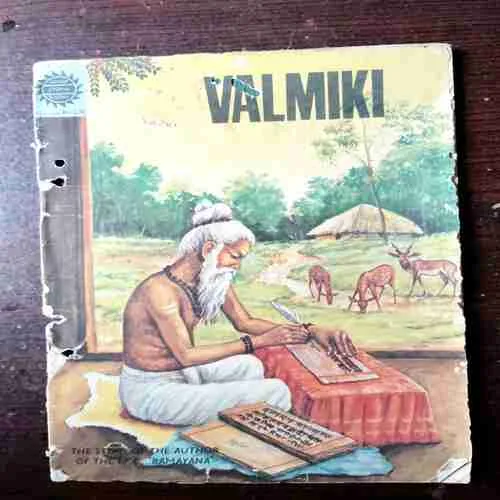 VALMIKI
THE STORY OF THE AUTHOR
OF THE EPIC "RAMAYANA"